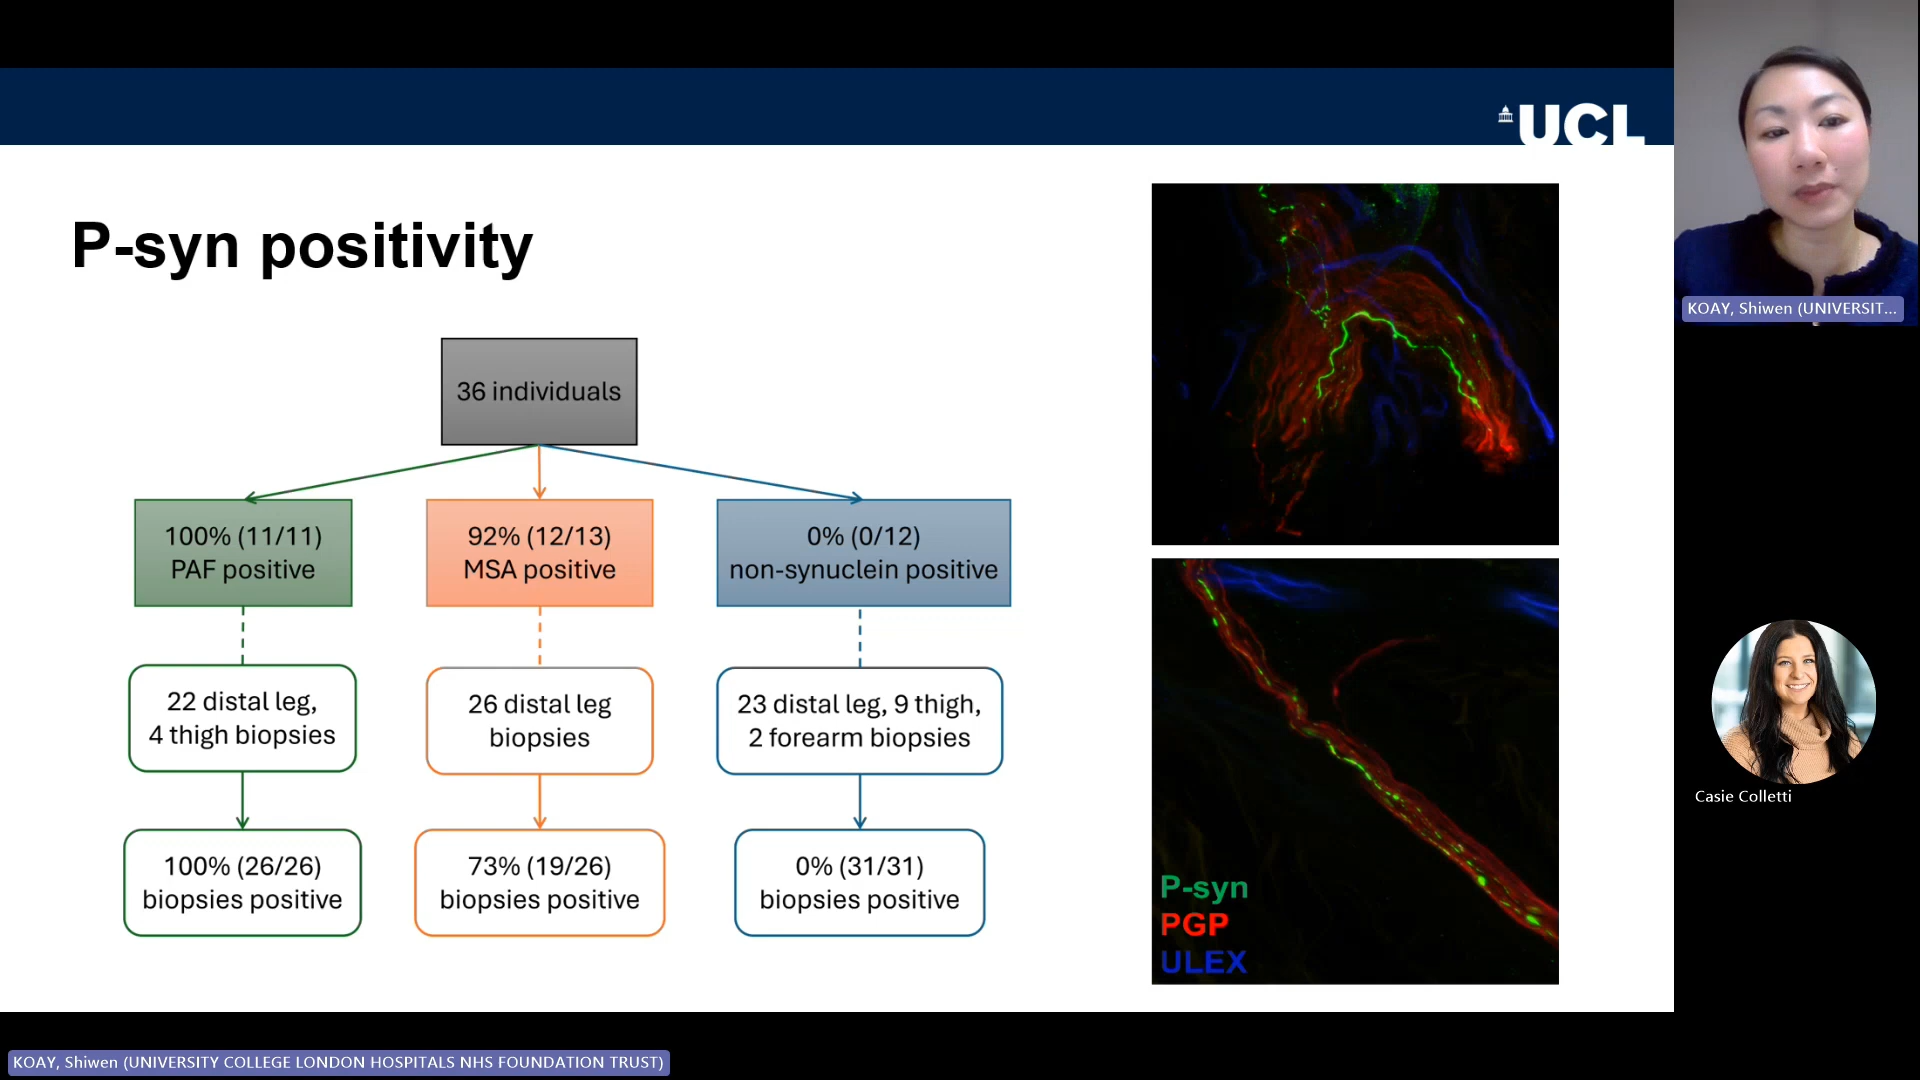 UCL
P-syn positivity
36 individuals
100% (11/11)
PAF positive
92% (12/13)
MSA positive
0% (0/12)
non-synuclein positive
22 distal leg,
4 thigh biopsies
26 distal leg
biopsies
23 distal leg, 9 thigh,
2 forearm biopsies
100% (26/26)
biopsies positive
73% (19/26)
biopsies positive
0% (31/31)
biopsies positive
P-syn
PGP
ULEX
KOAY, Shiwen (UNIVERSIT...
Casie Colletti
KOAY, Shiwen (UNIVERSITY COLLEGE LONDON HOSPITALS NHS FOUNDATION TRUST)